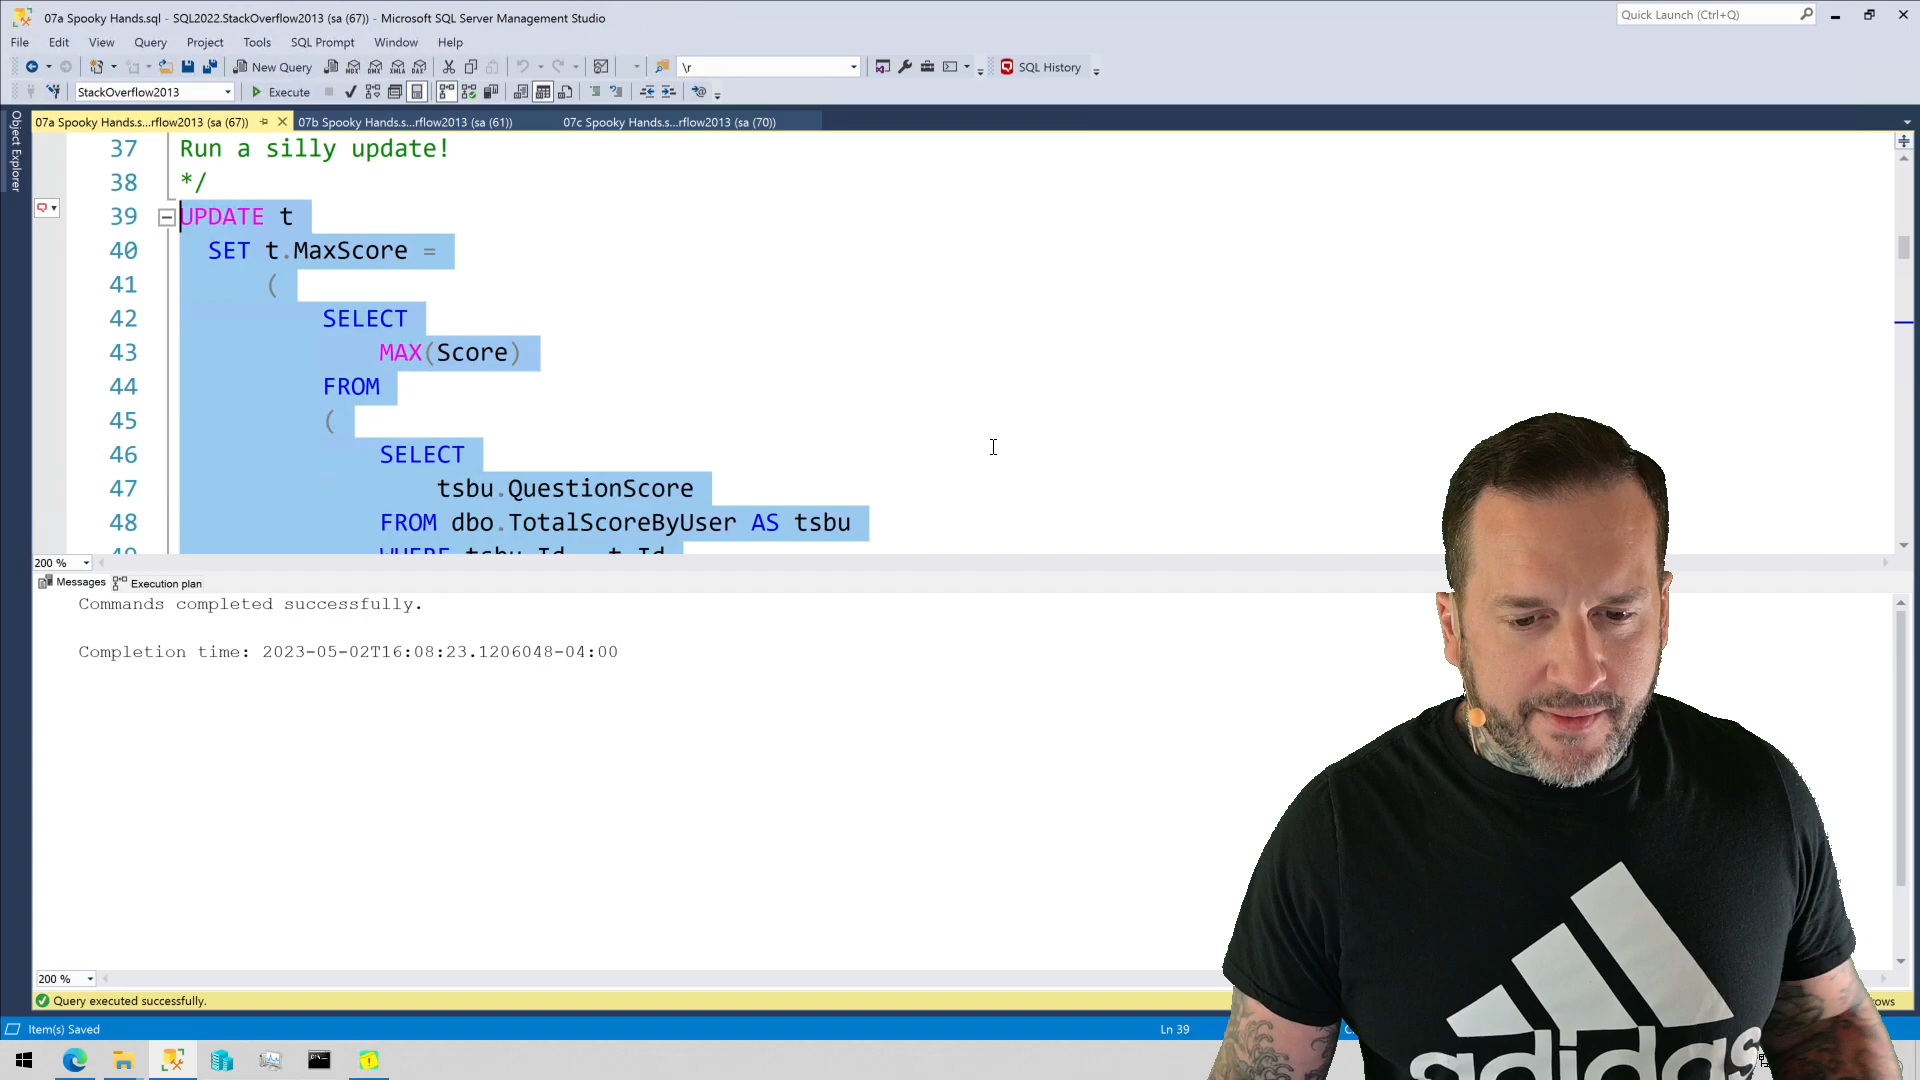 07a Spooky Hands.sql - SQL2022.StackOverflow2013 (sa (67)) - Microsoft SQL Server Management Studio
Quick Launch (Ctrl+Q)
File Edit View Query Project Tools SQL Prompt Window Help
New Query
\r
SQL History
StackOverflow2013
Execute
07a Spooky Hands.s...rflow2013 (sa (67))
07b Spooky Hands.s...rflow2013 (sa (61))
07c Spooky Hands.s...rflow2013 (sa (70))
Object Explorer
37 Run a silly update!
38 */
39 UPDATE t
40 SET t.MaxScore =
41 (
42 SELECT
43 MAX(Score)
44 FROM
45 (
46 SELECT
47 tsbu.QuestionScore
48 FROM dbo.TotalScoreByUser AS tsbu
200 %
Messages
Execution plan
Commands completed successfully.
Completion time: 2023-05-02T16:08:23.1206048-04:00
200 %
Query executed successfully.
Item(s) Saved
Ln 39
adidas